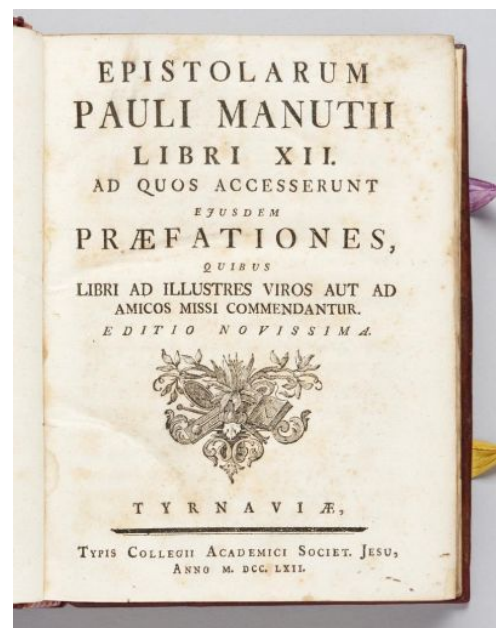 EPISTOLARUM
PAULI MANUTII
LIBRI XII.
AD QUOS ACCESSERUNT
EJUSDEM
PRÆFATIONES,
QUIBUS
LIBRI AD ILLUSTRES VIROS AUT AD
AMICOS MISSI COMMENDANTUR.
EDITIO NOVISSIMA.
TYRNAVIÆ,
TYPIS COLLEGII ACADEMICI SOCIET. JESU,
ANNO M. DCC. LXII.